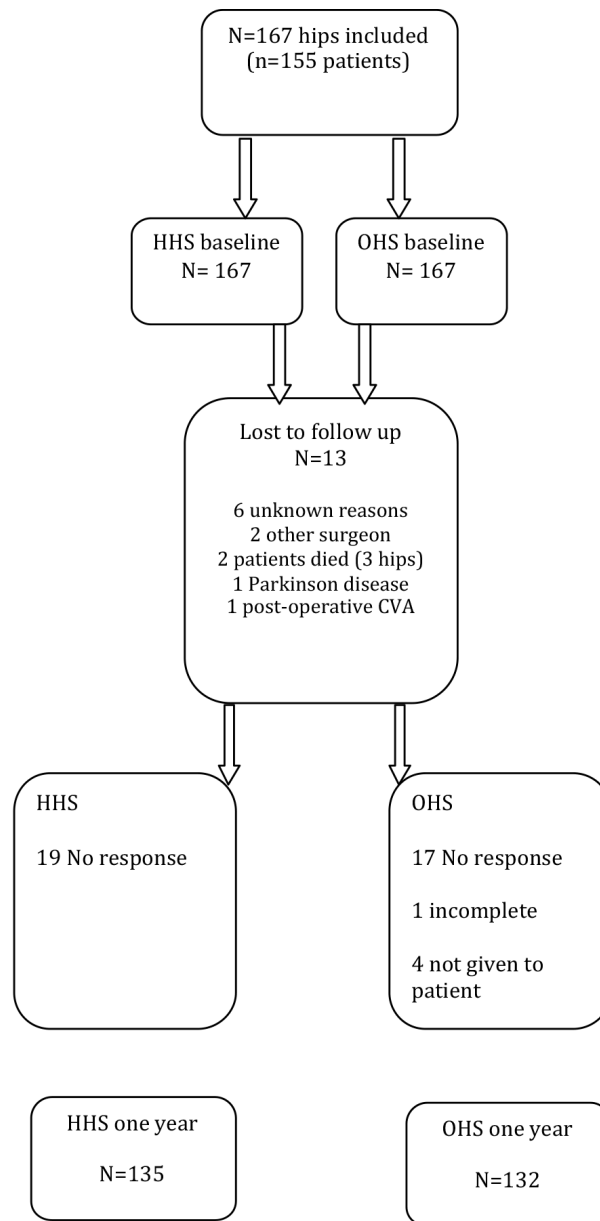 N=167 hips included
(n=155 patients)
HHS baseline
N= 167
OHS baseline
N= 167
Lost to follow up
N=13
6 unknown reasons
2 other surgeon
2 patients died (3 hips)
1 Parkinson disease
1 post-operative CVA
HHS
19 No response
OHS
17 No response
1 incomplete
4 not given to
patient
HHS one year
N=135
OHS one year
N=132